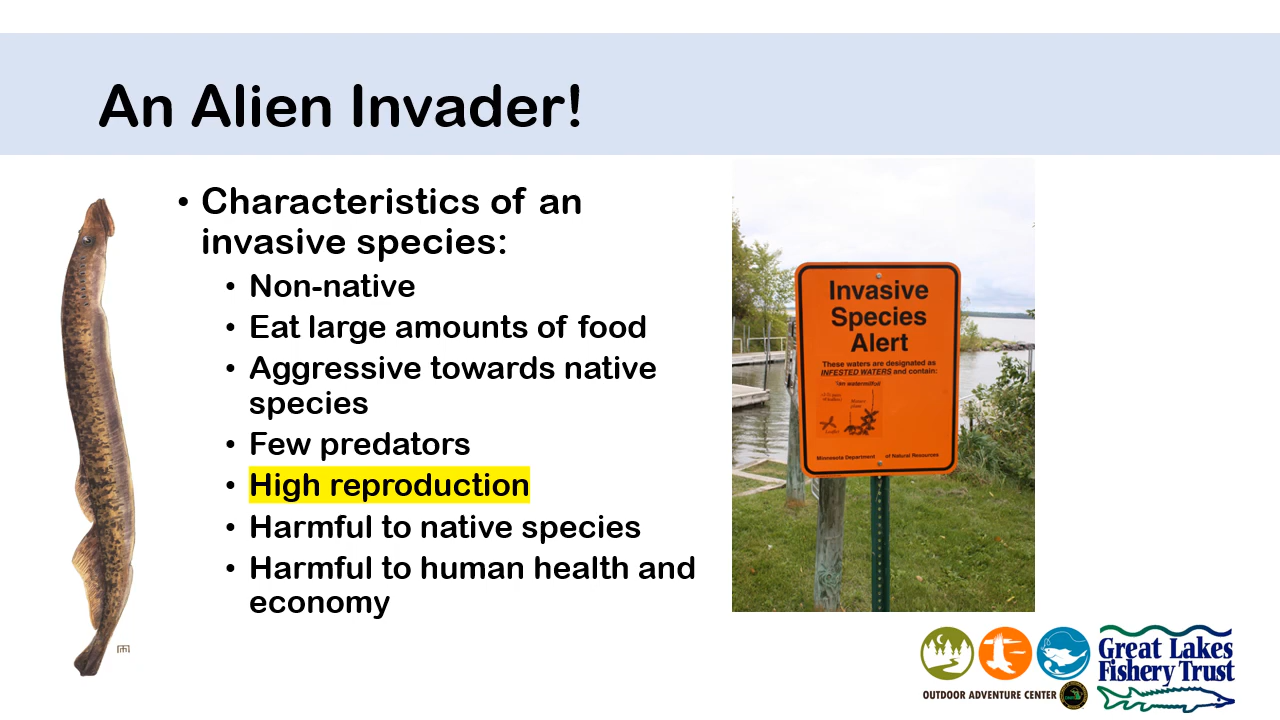 An Alien Invader!
• Characteristics of an
invasive species:
• Non-native
• Eat large amounts of food
• Aggressive towards native
species
• Few predators
• High reproduction
• Harmful to native species
• Harmful to human health and
economy
Invasive
Species
Alert
These waters are designated as
INFESTED WATERS and contain:
watermilfoil
Minnesota Department of Natural Resources
OUTDOOR ADVENTURE CENTER
Great Lakes
Fishery Trust